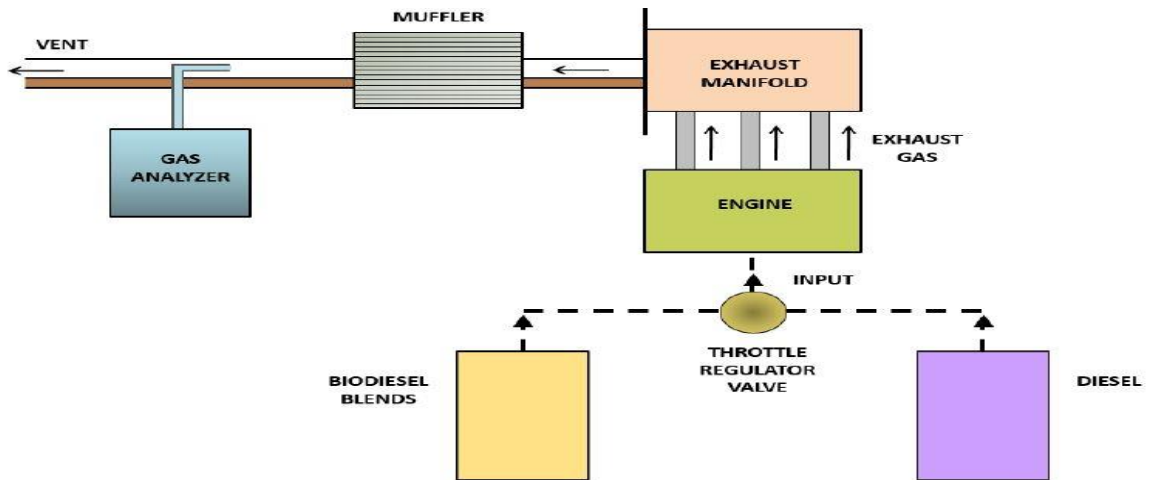 MUFFLER
VENT
EXHAUST
MANIFOLD
EXHAUST
GAS
GAS
ANALYZER
ENGINE
INPUT
THROTTLE
REGULATOR
VALVE
BIODIESEL
BLENDS
DIESEL